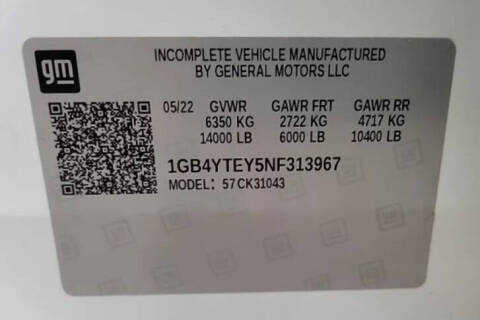 gm
INCOMPLETE VEHICLE MANUFACTURED
BY GENERAL MOTORS LLC
05/22 GVWR GAWR FRT GAWR RR
6350 KG 2722 KG 4717 KG
14000 LB 6000 LB 10400 LB
1GB4YTEY5NF313967
MODEL: 57CK31043